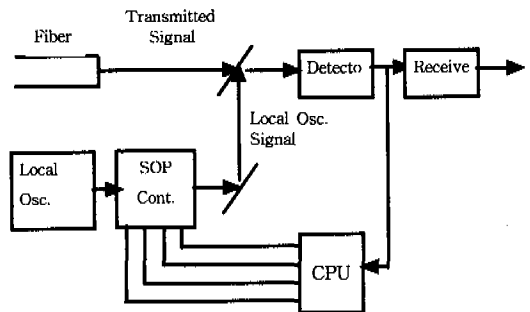 Fiber
Transmitted
Signal
Detecto
Receive
Local Osc.
Signal
Local
Osc.
SOP
Cont.
CPU